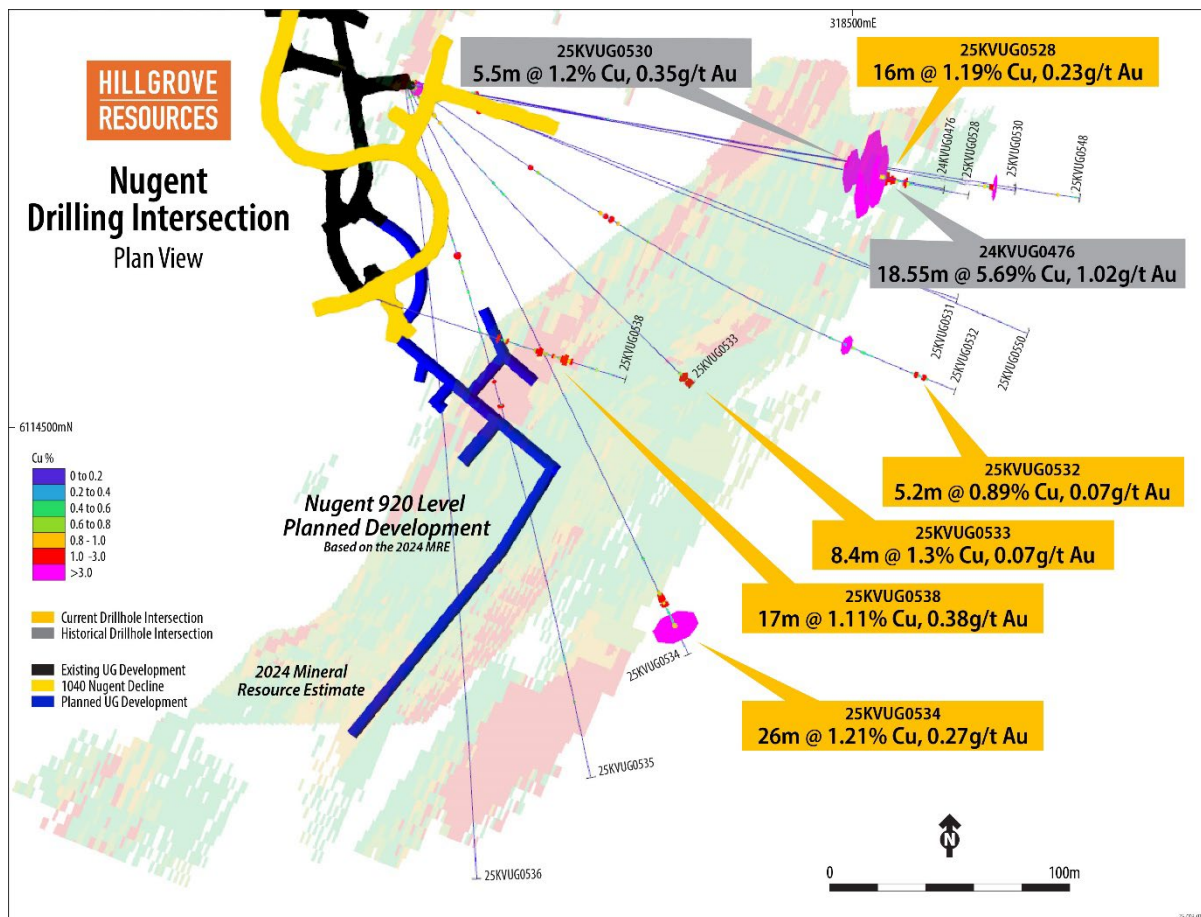 318500mE
HILLGROVE
RESOURCES
Nugent
Drilling Intersection
Plan View
25KVUG0530
5.5m @ 1.2% Cu, 0.35g/t Au
25KVUG0528
16m @ 1.19% Cu, 0.23g/t Au
24KVUG0476
25KVUG0528
25KVUG0530
25KVUG0548
24KVUG0476
18.55m @ 5.69% Cu, 1.02g/t Au
25KVUG0531
25KVUG0532
25KVUG0550
25KVUG0538
25KVUG0533
6114500mN
Cu %
0 to 0.2
0.2 to 0.4
0.4 to 0.6
0.6 to 0.8
0.8 - 1.0
1.0 -3.0
>3.0
Nugent 920 Level
Planned Development
Based on the 2024 MRE
25KVUG0532
5.2m @ 0.89% Cu, 0.07g/t Au
25KVUG0533
8.4m @ 1.3% Cu, 0.07g/t Au
25KVUG0538
17m @ 1.11% Cu, 0.38g/t Au
Current Drillhole Intersection
Historical Drillhole Intersection
Existing UG Development
1040 Nugent Decline
Planned UG Development
2024 Mineral
Resource Estimate
25KVUG0534
25KVUG0534
26m @ 1.21% Cu, 0.27g/t Au
25KVUG0535
25KVUG0536
N
0
100m